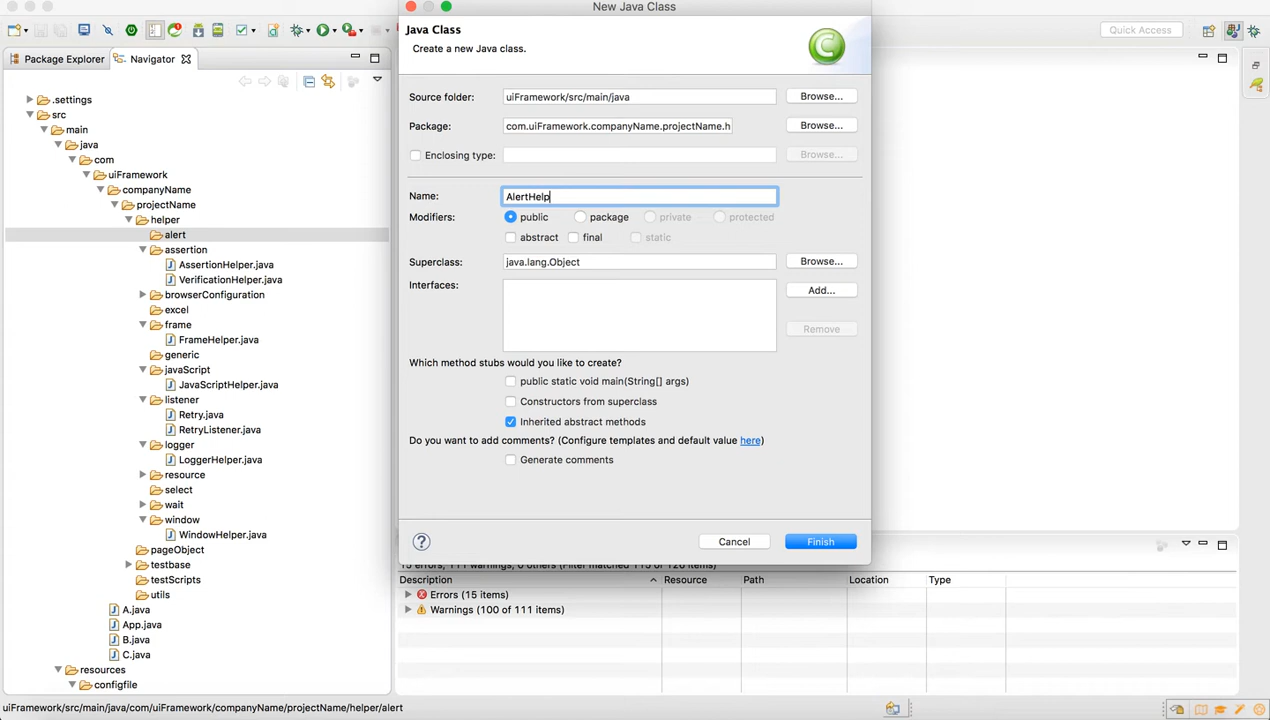 New Java Class
Java Class
Create a new Java class.
Quick Access
Package Explorer
Navigator
Source folder:
uiFramework/src/main/java
Browse...
Package:
com.uiFramework.companyName.projectName.h
Browse...
Enclosing type:
Browse...
Name:
AlertHelp
Modifiers:
public
package
private
protected
abstract
final
static
Superclass:
java.lang.Object
Browse...
Interfaces:
Add...
Remove
Which method stubs would you like to create?
public static void main(String[] args)
Constructors from superclass
Inherited abstract methods
Do you want to add comments? (Configure templates and default value here)
Generate comments
Cancel
Finish
.settings
src
main
java
com
uiFramework
companyName
projectName
helper
alert
assertion
AssertionHelper.java
VerificationHelper.java
browserConfiguration
excel
frame
FrameHelper.java
generic
javaScript
JavaScriptHelper.java
listener
Retry.java
RetryListener.java
logger
LoggerHelper.java
resource
select
wait
window
WindowHelper.java
pageObject
testbase
testScripts
utils
A.java
App.java
B.java
C.java
resources
configfile
Description
Resource
Path
Location
Type
Errors (15 items)
Warnings (100 of 111 items)
uiFramework/src/main/java/com/uiFramework/companyName/projectName/helper/alert